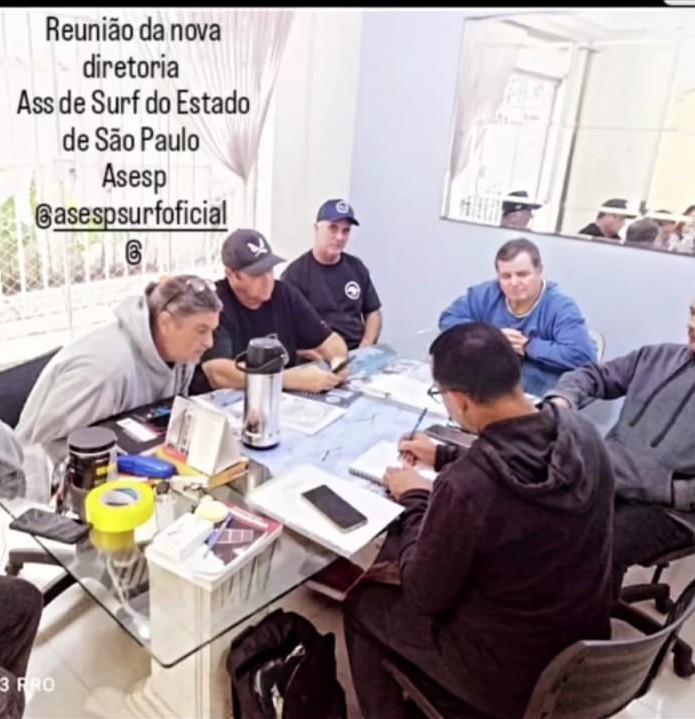 Reunião da nova
diretoria
Ass de Surf do Estado
de São Paulo
Asesp
@asespsurfoficial
@
3 PRO